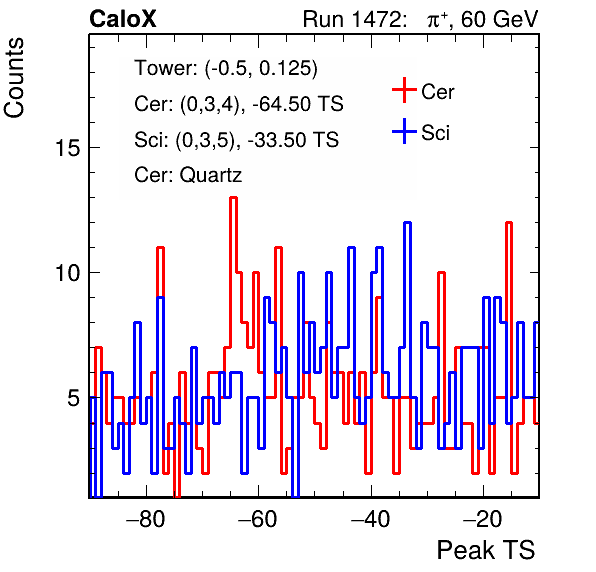 CaloX Run 1472: π⁺, 60 GeV
Counts
Tower: (-0.5, 0.125)
Cer: (0,3,4), -64.50 TS
Sci: (0,3,5), -33.50 TS
Cer: Quartz
Cer
Sci
15
10
5
−80 −60 −40 −20
Peak TS